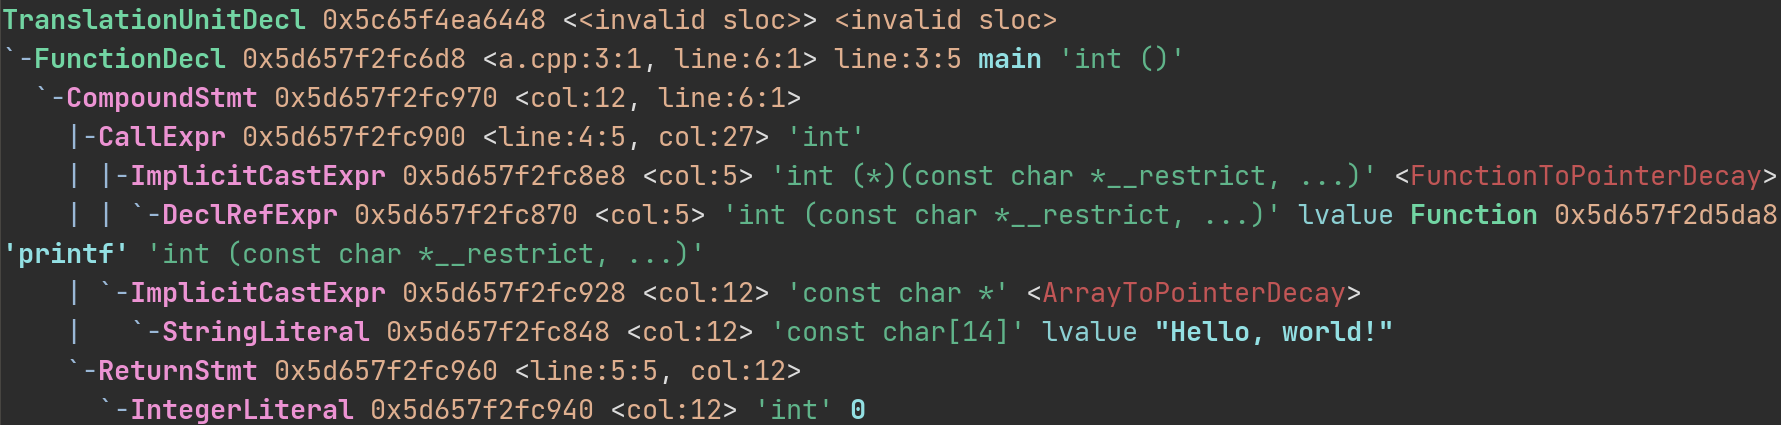 TranslationUnitDecl 0x5c65f4ea6448 <<invalid sloc>> <invalid sloc>
`-FunctionDecl 0x5d657f2fc6d8 <a.cpp:3:1, line:6:1> line:3:5 main 'int ()'
  `-CompoundStmt 0x5d657f2fc970 <col:12, line:6:1>
    |-CallExpr 0x5d657f2fc900 <line:4:5, col:27> 'int'
    | |-ImplicitCastExpr 0x5d657f2fc8e8 <col:5> 'int (*)(const char *__restrict, ...)' <FunctionToPointerDecay>
    | | `-DeclRefExpr 0x5d657f2fc870 <col:5> 'int (const char *__restrict, ...)' lvalue Function 0x5d657f2d5da8
'printf' 'int (const char *__restrict, ...)'
    | `-ImplicitCastExpr 0x5d657f2fc928 <col:12> 'const char *' <ArrayToPointerDecay>
    |   `-StringLiteral 0x5d657f2fc848 <col:12> 'const char[14]' lvalue "Hello, world!"
    `-ReturnStmt 0x5d657f2fc960 <line:5:5, col:12>
      `-IntegerLiteral 0x5d657f2fc940 <col:12> 'int' 0